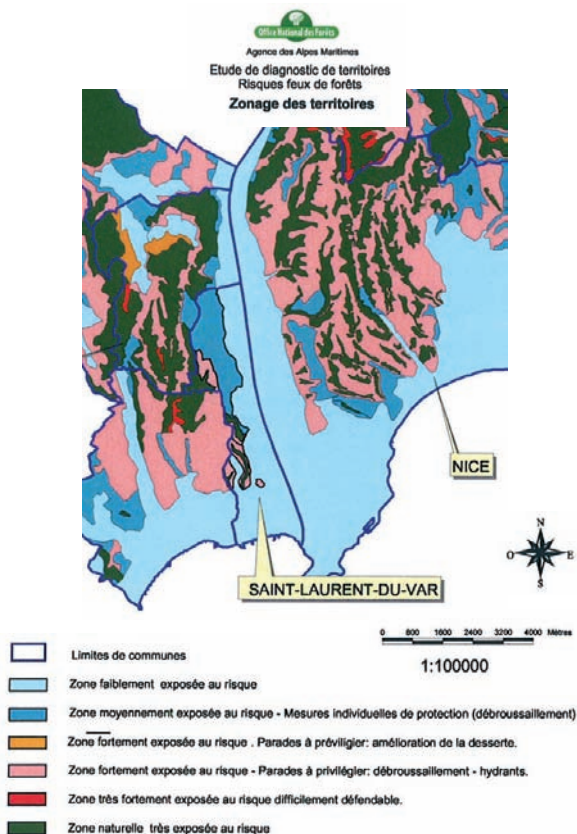 Office National des Forêts
Agence des Alpes Maritimes
Etude de diagnostic de territoires
Risques feux de forêts
Zonage des territoires
NICE
SAINT-LAURENT-DU-VAR
N
O E
S
0 800 1600 2400 3200 4000 Mètres
1:100000
Limites de communes
Zone faiblement exposée au risque
Zone moyennement exposée au risque - Mesures individuelles de protection (débroussaillement)
Zone fortement exposée au risque . Parades à préviligier: amélioration de la desserte.
Zone fortement exposée au risque - Parades à privilégier: débroussaillement - hydrants.
Zone très fortement exposée au risque difficilement défendable.
Zone naturelle très exposée au risque